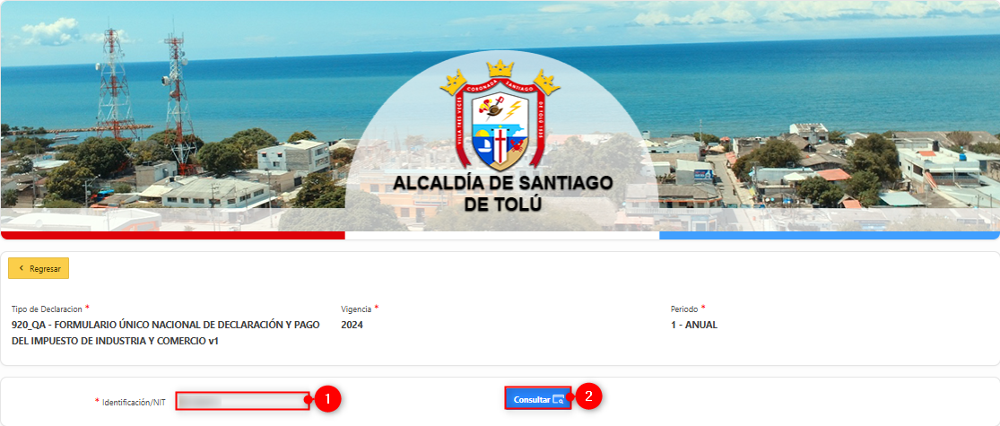 VILLA TRES VECES CORONADA SANTIAGO DE TOLÚ 1535
ALCALDÍA DE SANTIAGO
DE TOLÚ
Regresar
Tipo de Declaracion *
Vigencia *
Periodo *
920_QA - FORMULARIO ÚNICO NACIONAL DE DECLARACIÓN Y PAGO
DEL IMPUESTO DE INDUSTRIA Y COMERCIO v1
2024
1 - ANUAL
* Identificación/NIT
1
Consultar
2